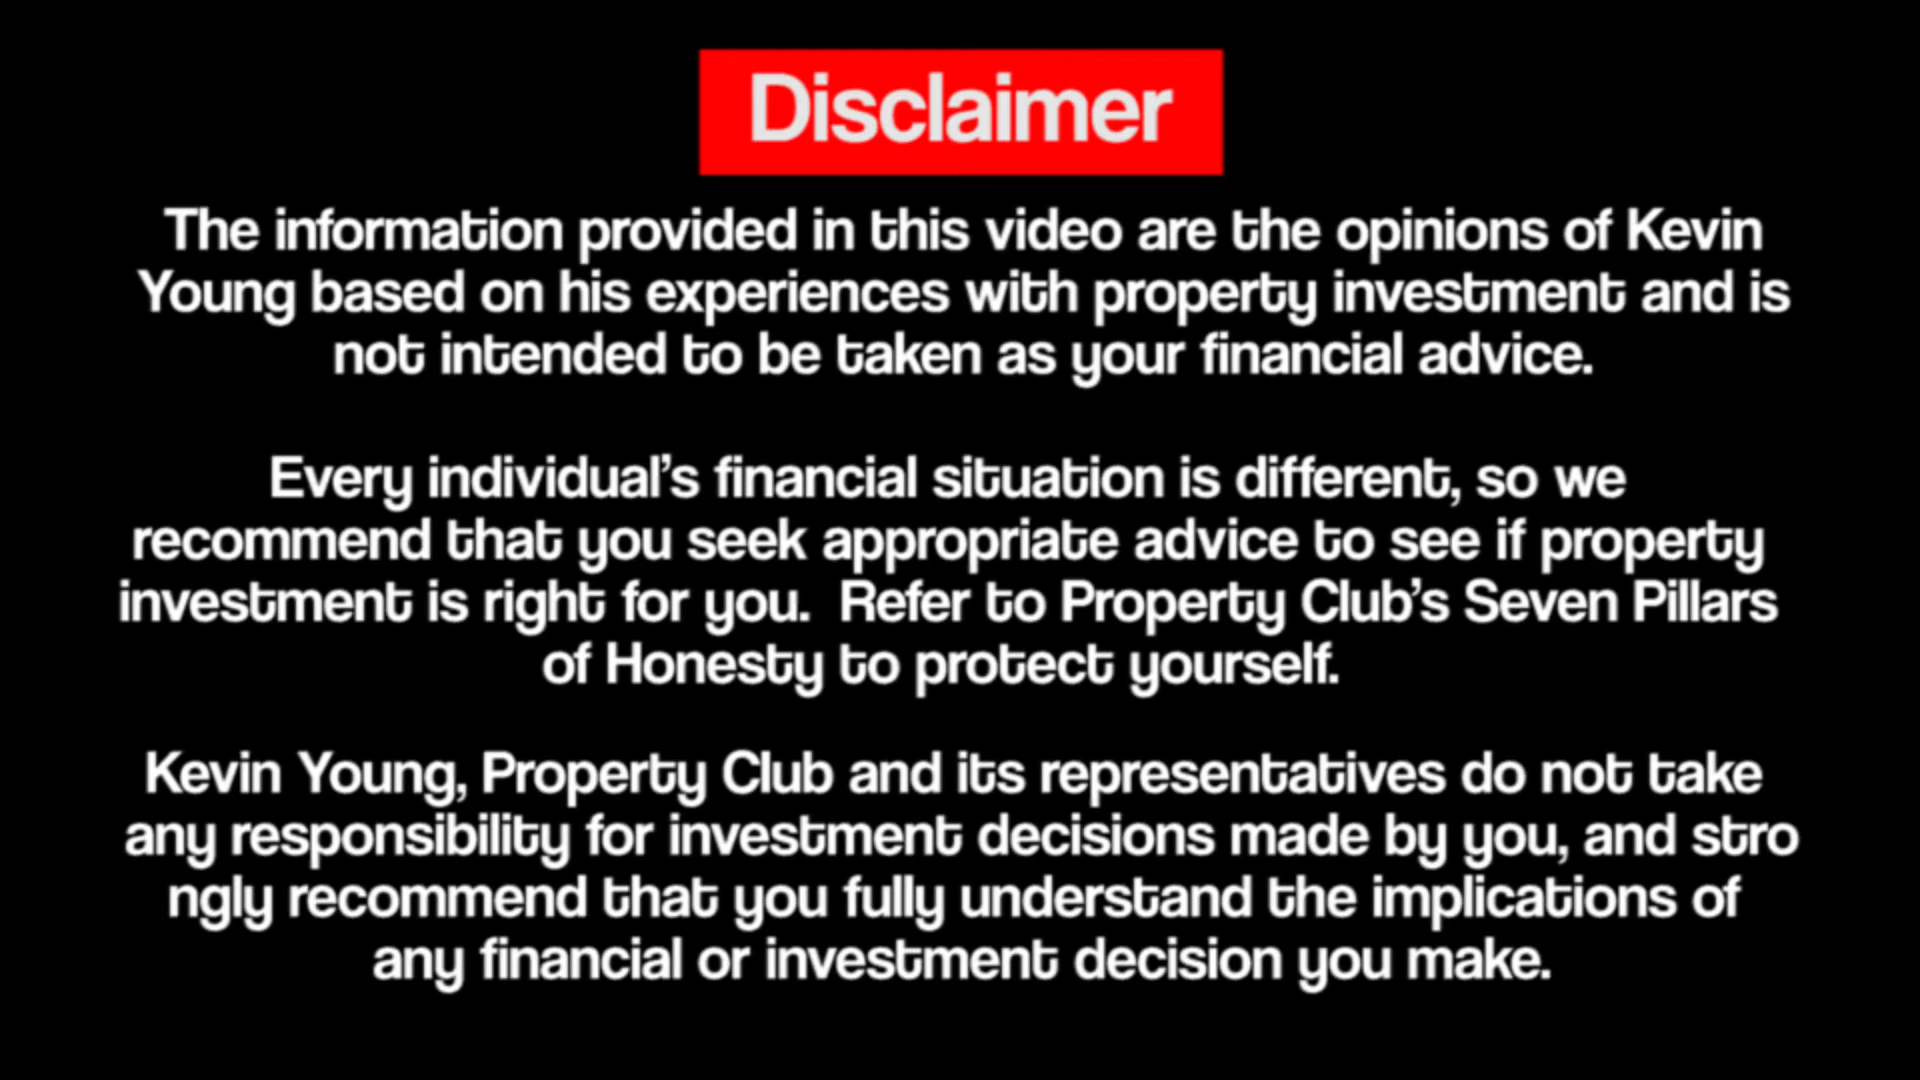 Disclaimer
The information provided in this video are the opinions of Kevin
Young based on his experiences with property investment and is
not intended to be taken as your financial advice.
Every individual’s financial situation is different, so we
recommend that you seek appropriate advice to see if property
investment is right for you.  Refer to Property Club’s Seven Pillars
of Honesty to protect yourself.
Kevin Young, Property Club and its representatives do not take
any responsibility for investment decisions made by you, and stro
ngly recommend that you fully understand the implications of
any financial or investment decision you make.